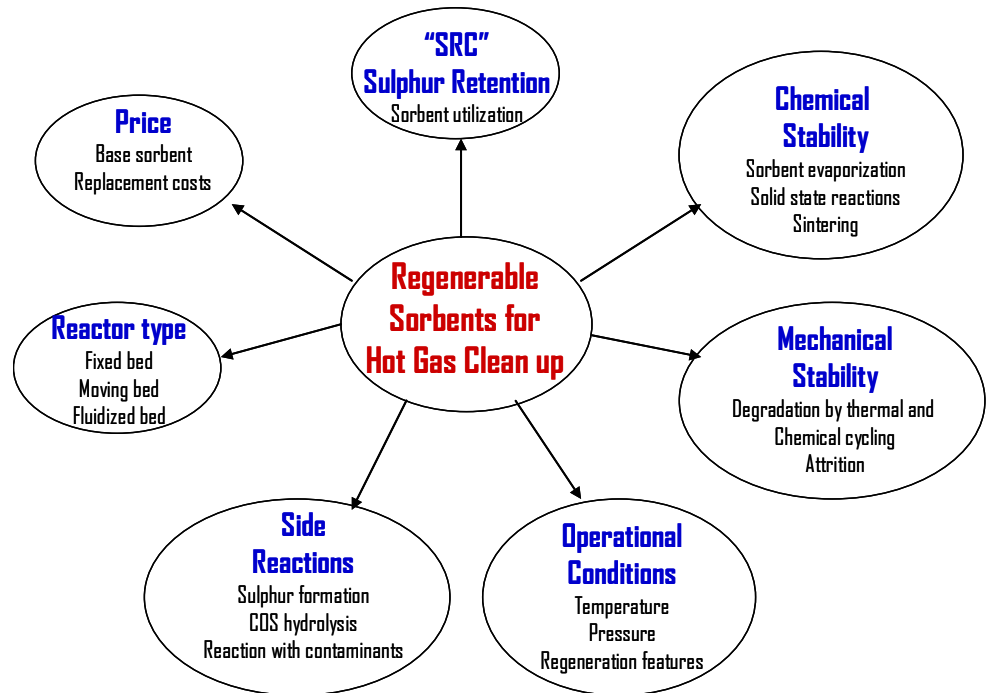 “SRC”
Sulphur Retention
Sorbent utilization
Price
Base sorbent
Replacement costs
Chemical
Stability
Sorbent evaporization
Solid state reactions
Sintering
Regenerable
Sorbents for
Hot Gas Clean up
Reactor type
Fixed bed
Moving bed
Fluidized bed
Mechanical
Stability
Degradation by thermal and
Chemical cycling
Attrition
Side
Reactions
Sulphur formation
COS hydrolysis
Reaction with contaminants
Operational
Conditions
Temperature
Pressure
Regeneration features